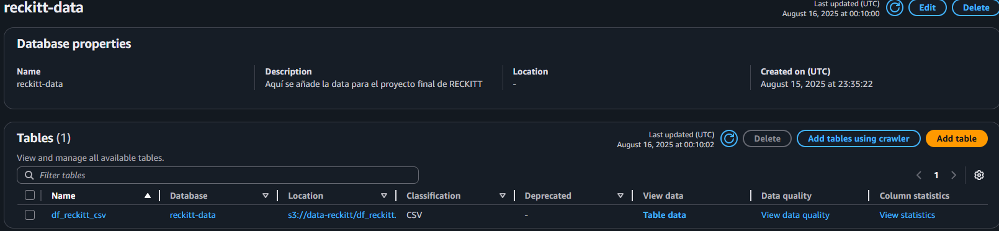 reckitt-data
Last updated (UTC)
August 16, 2025 at 00:10:00
Edit
Delete
Database properties
Name
reckitt-data
Description
Aquí se añade la data para el proyecto final de RECKITT
Location
-
Created on (UTC)
August 15, 2025 at 23:35:22
Tables (1)
Last updated (UTC)
August 16, 2025 at 00:10:02
Delete
Add tables using crawler
Add table
View and manage all available tables.
Filter tables
1
Name Database Location Classification Deprecated View data Data quality Column statistics
df_reckitt_csv reckitt-data s3://data-reckitt/df_reckitt. CSV - Table data View data quality View statistics